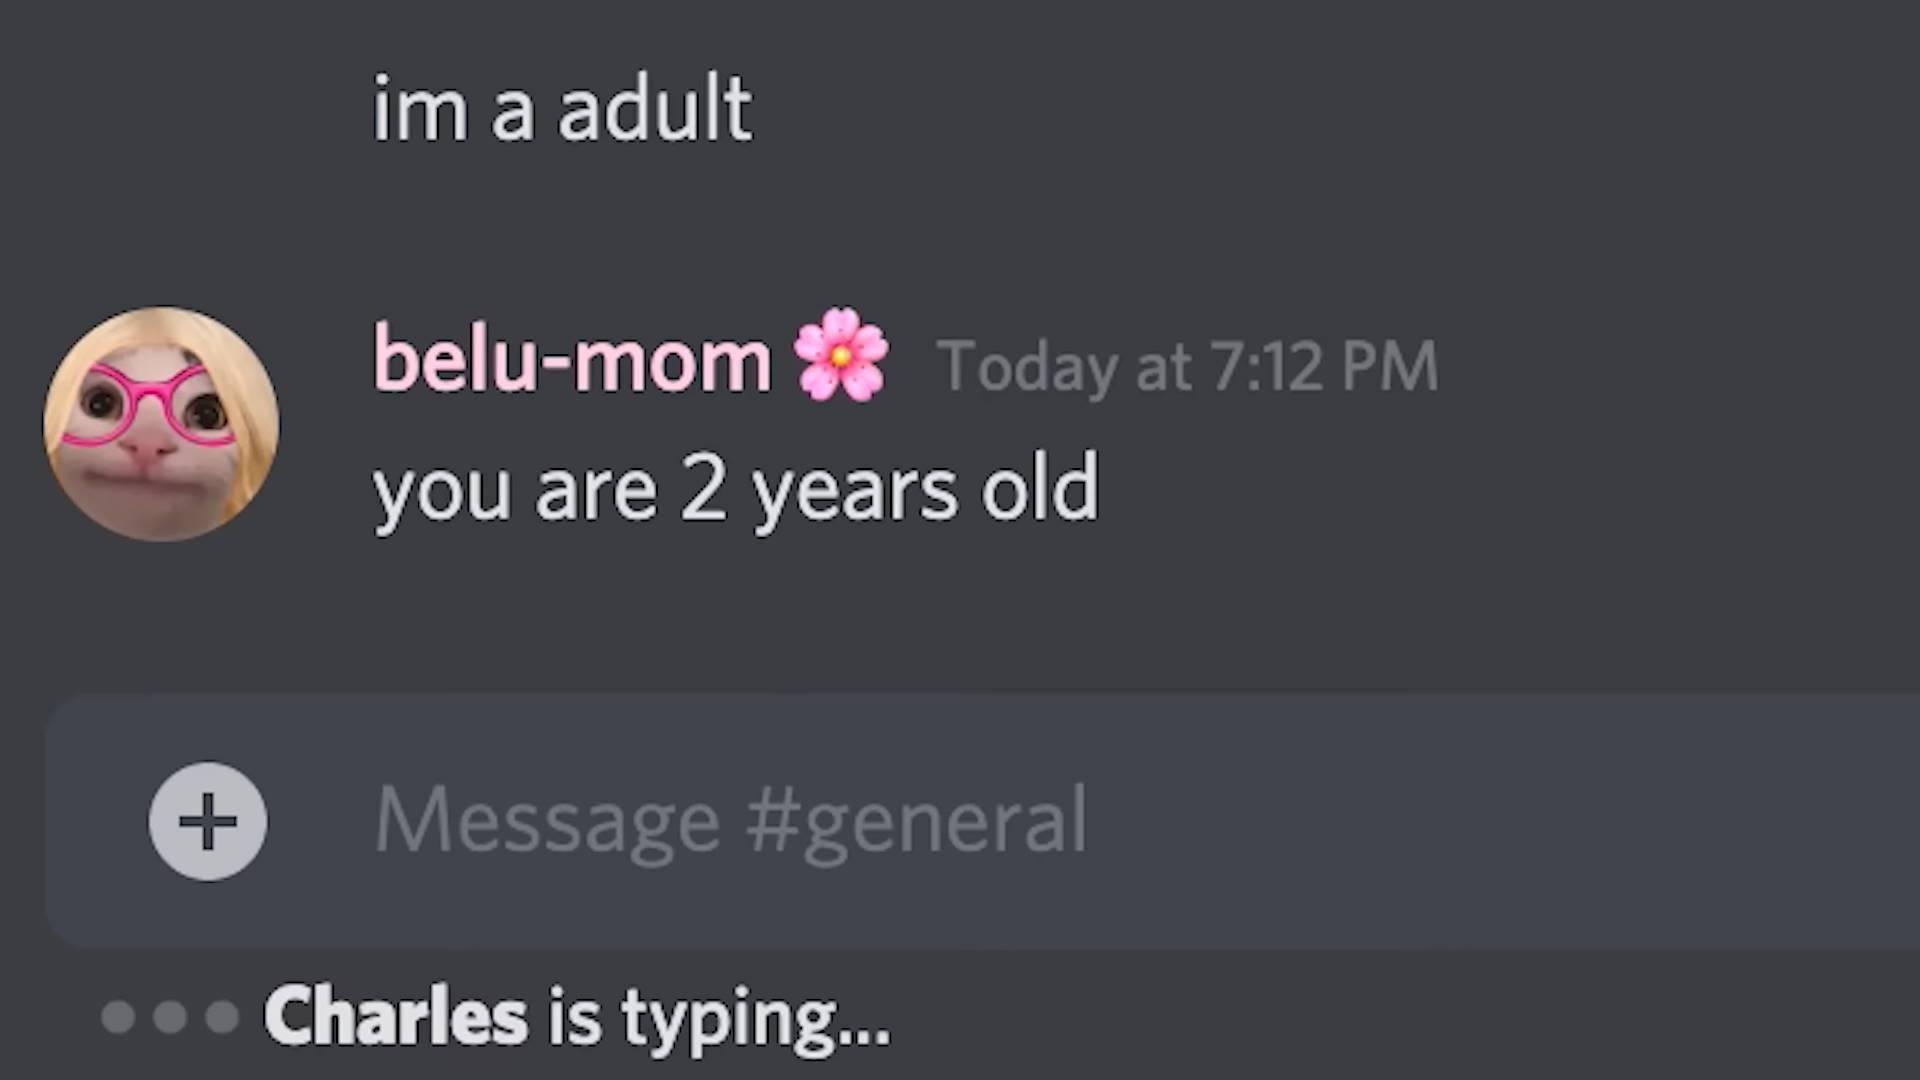 im a adult
belu-mom🌸 Today at 7:12 PM
you are 2 years old
Message #general
Charles is typing...